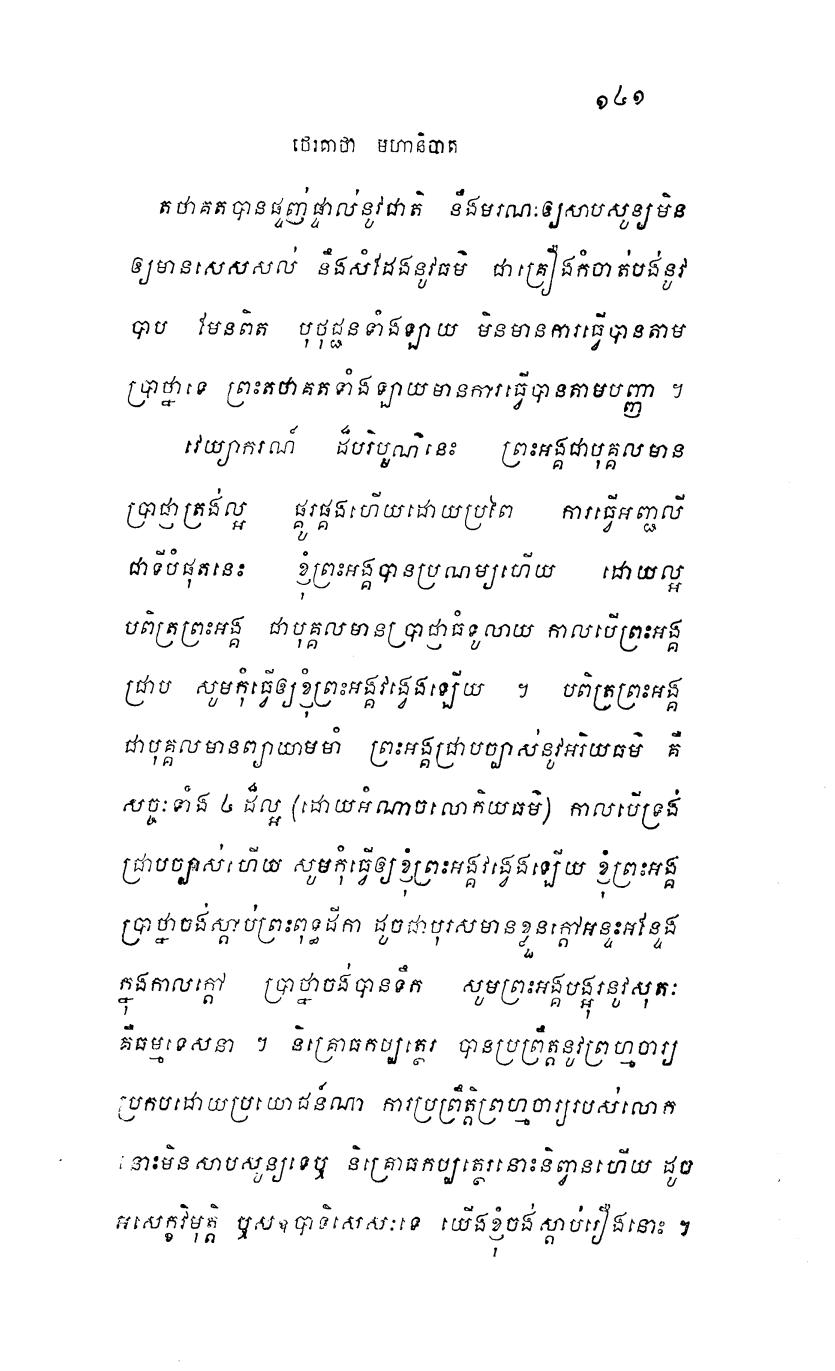 ១៤១
ថេរគាថា មហានិបាត
តថាគតបានផ្ចាញ់ផ្ទាល់នូវជាតិ នឹងមរណៈឲ្យសាបសូន្យមិន
ឲ្យមានសេសសល់ នឹងសំដែងនូវធម៌ ជាគ្រឿងកំចាត់បង់នូវ
បាប មែនពិត បុថុជ្ជនទាំងឡាយ មិនមានការធ្វើបានតាម
ប្រាថ្នាទេ ព្រះតថាគតទាំងឡាយមានការធ្វើបានតាមបញ្ញា ។
វេយ្យាករណ៍ ដ៏បរិបូណ៌នេះ ព្រះអង្គជាបុគ្គលមាន
ប្រាជ្ញាត្រង់ល្អ ផ្គូរផ្គងហើយដោយប្រពៃ ការធ្វើអញ្ជលី
ជាទីបំផុតនេះ ខ្ញុំព្រះអង្គបានប្រណម្យហើយ ដោយល្អ
បពិត្រព្រះអង្គ ជាបុគ្គលមានប្រាជ្ញាធំទូលាយ កាលបើព្រះអង្គ
ជ្រាប សូមកុំធ្វើឲ្យខ្ញុំព្រះអង្គវង្វេងឡើយ ។ បពិត្រព្រះអង្គ
ជាបុគ្គលមានព្យាយាមមាំ ព្រះអង្គជ្រាបច្បាស់នូវអរិយធម៌ គឺ
សច្ចៈទាំង ៤ ដ៏ល្អ (ដោយអំណាចលោកិយធម៌) កាលបើទ្រង់
ជ្រាបច្បាស់ហើយ សូមកុំធ្វើឲ្យខ្ញុំព្រះអង្គវង្វេងឡើយ ខ្ញុំព្រះអង្គ
ប្រាថ្នាចង់ស្តាប់ព្រះពុទ្ធដីកា ដូចជាបុរសមានខ្លួនក្តៅអន្ទះអន្ទែង
ក្នុងកាលក្តៅ ប្រាថ្នាចង់បានទឹក សូមព្រះអង្គបង្អុរនូវសុតៈ
គឺធម្មទេសនា ។ និគ្រោធកប្បត្ថេរ បានប្រព្រឹត្តនូវព្រហ្មចារ្យ
ប្រកបដោយប្រយោជន៍ណា ការប្រព្រឹត្តិព្រហ្មចារ្យរបស់លោក
នោះមិនសាបសូន្យទេឬ និគ្រោធកប្បត្ថេរនោះនិព្វានហើយ ដូច
អសេក្ខវិមុត្តិ ឬស យើងខ្ញុំចង់ស្តាប់រឿងនោះ ។